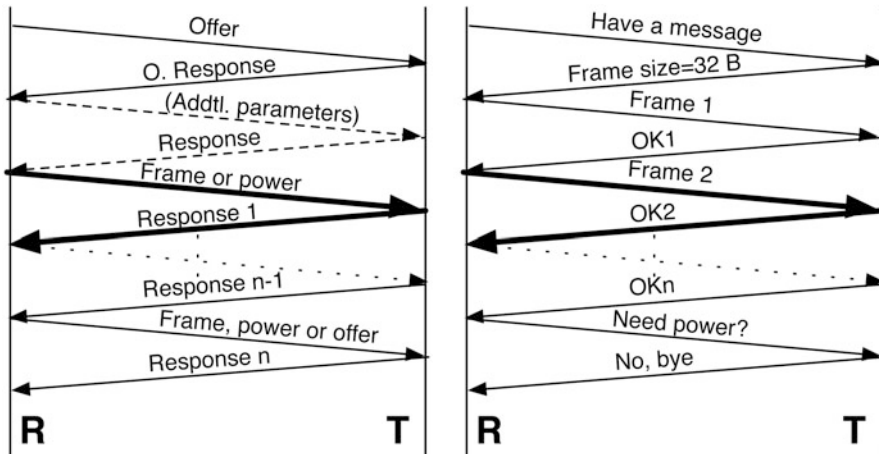 Offer
O. Response
(Addtl. parameters)
Response
Frame or power
Response 1
Response n-1
Frame, power or offer
Response n
R T
Have a message
Frame size=32 B
Frame 1
OK1
Frame 2
OK2
OKn
Need power?
No, bye
R T